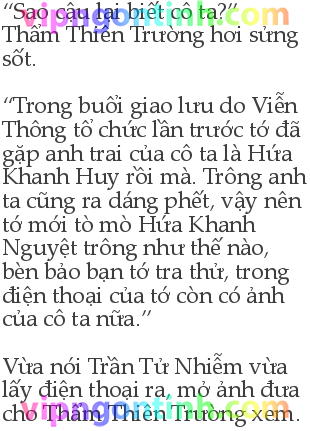 “Sao cậu lại biết cô ta?”
Thẩm Thiên Trường hơi sửng
sốt.
“Trong buổi giao lưu do Viễn
Thông tổ chức lần trước tớ đã
gặp anh trai của cô ta là Hứa
Khanh Huy rồi mà. Trông anh
ta cũng ra dáng phết, vậy nên
tớ mới tò mò Hứa Khanh
Nguyệt trông như thế nào,
bèn bảo bạn tớ tra thử, trong
điện thoại của tớ còn có ảnh
của cô ta nữa.”
Vừa nói Trần Tử Nhiễm vừa
lấy điện thoại ra, mở ảnh đưa
cho Thẩm Thiên Trường xem.
vipngontinh.com
vipngontinh.com